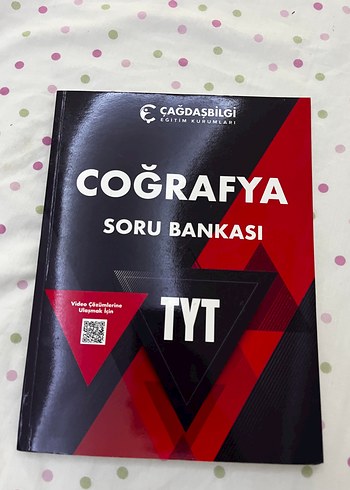 ÇAĞDAŞBİLGİ
EĞİTİM KURUMLARI
COĞRAFYA
SORU BANKASI
Video Çözümlerine
Ulaşmak İçin
TYT